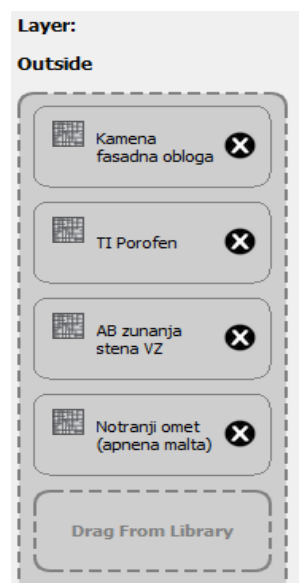 Layer:
Outside
Kamena
fasadna obloga
TI Porofen
AB zunanja
stena VZ
Notranji omet
(apnena malta)
Drag From Library